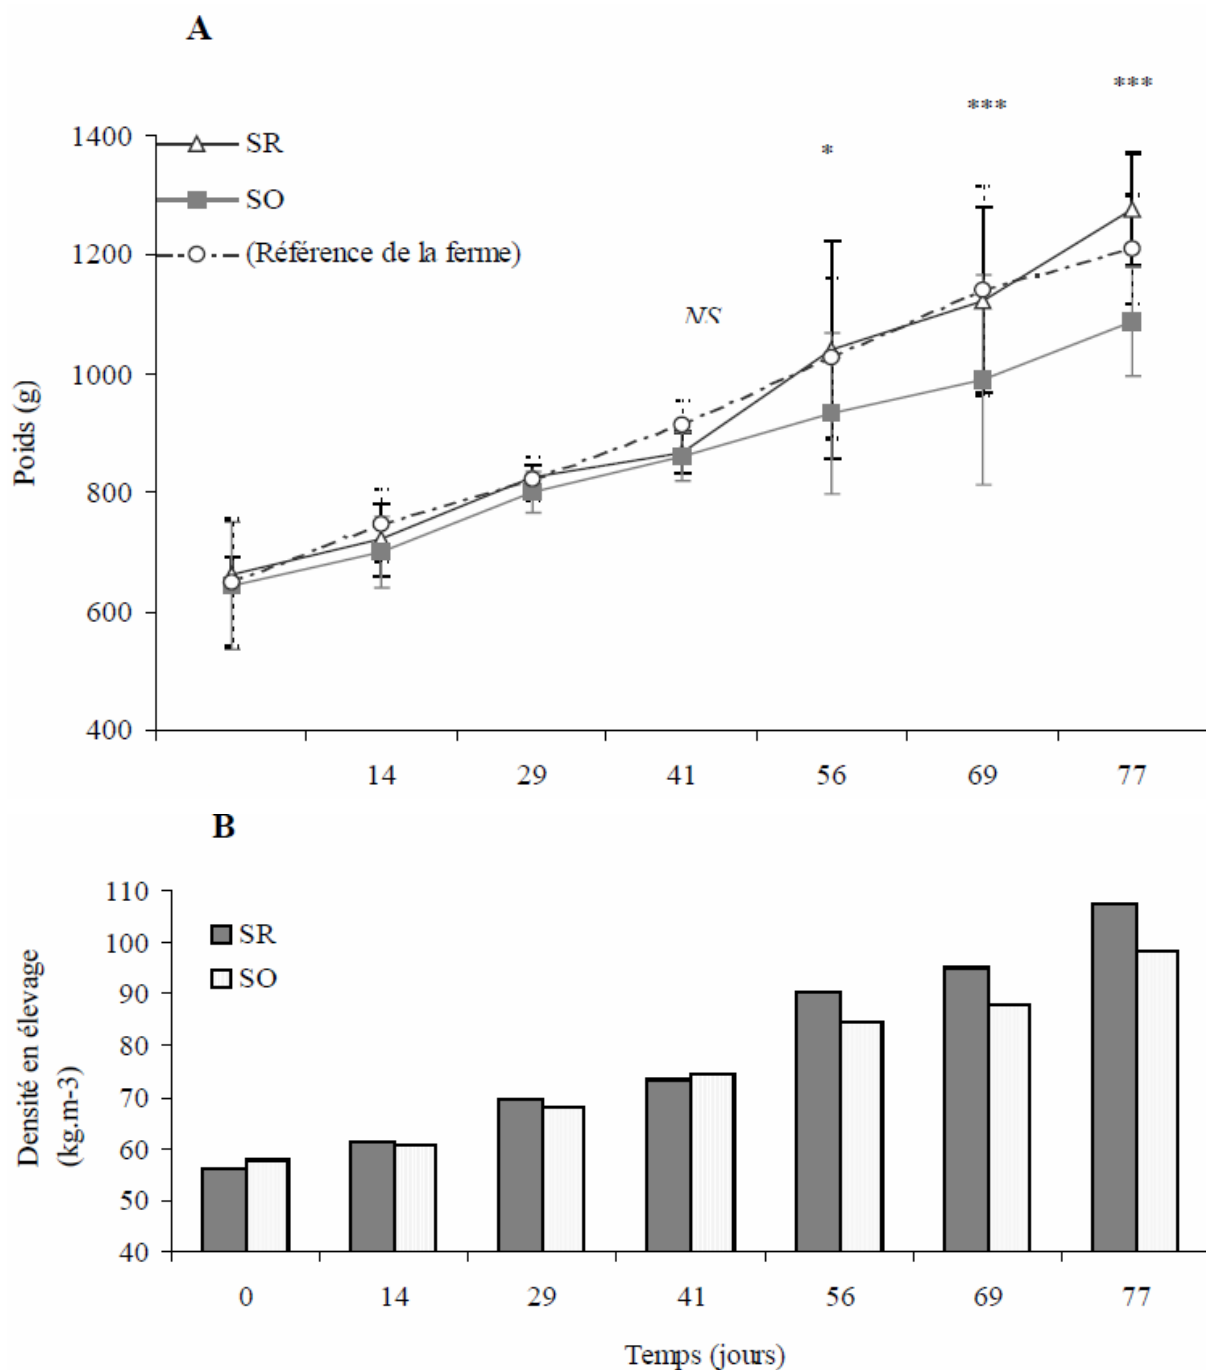 A
***
***
*
1400
SR
SO
1200
(Référence de la ferme)
NS
1000
Poids (g)
800
600
400
14 29 41 56 69 77
B
110
SR
100
SO
90
80
Densité en élevage
(kg.m-3)
70
60
50
40
0 14 29 41 56 69 77
Temps (jours)